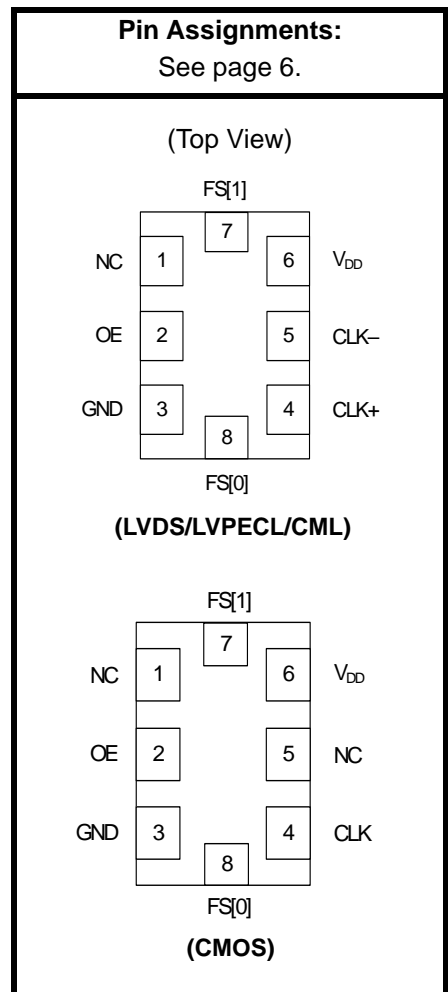 Pin Assignments:
See page 6.
(Top View)
FS[1]
7
NC 1 6 VDD
OE 2 5 CLK–
GND 3 4 CLK+
8
FS[0]
(LVDS/LVPECL/CML)
FS[1]
7
NC 1 6 VDD
OE 2 5 NC
GND 3 4 CLK
8
FS[0]
(CMOS)